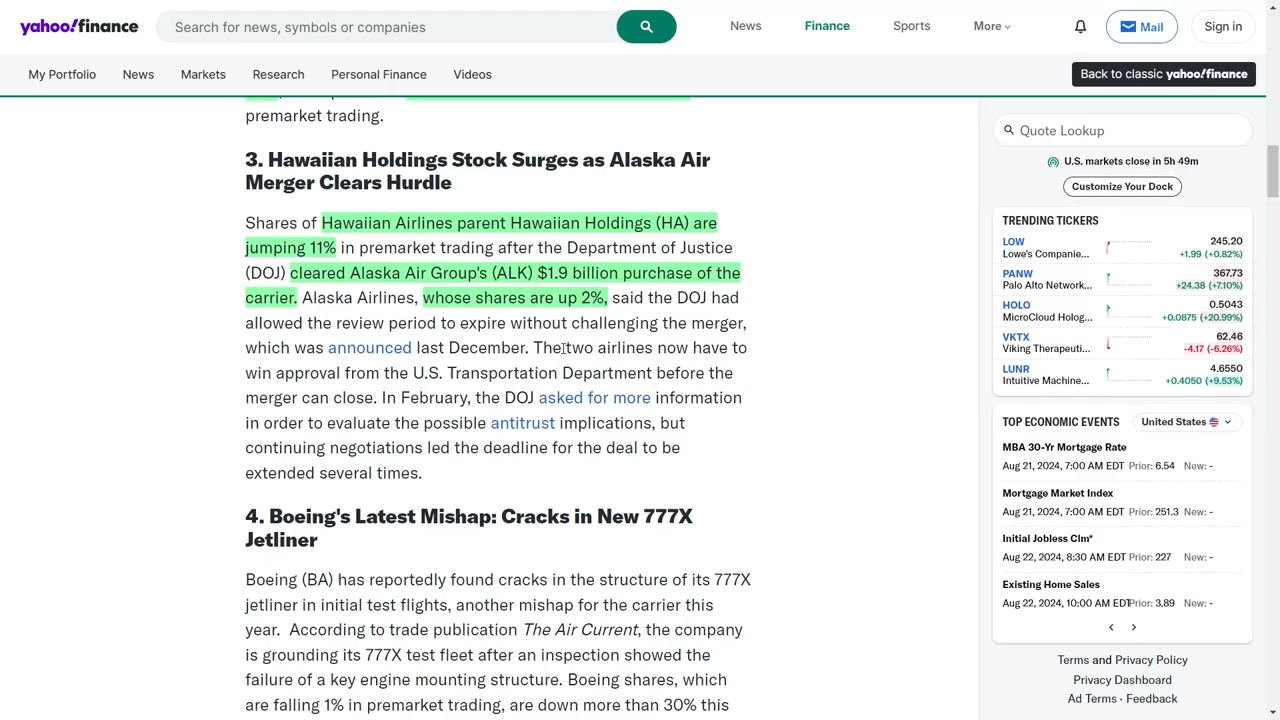 yahoo!finance
Search for news, symbols or companies
News
Finance
Sports
More
Mail
Sign in
My Portfolio
News
Markets
Research
Personal Finance
Videos
Back to classic yahoo!finance
premarket trading.
3. Hawaiian Holdings Stock Surges as Alaska Air
Merger Clears Hurdle
Shares of Hawaiian Airlines parent Hawaiian Holdings (HA) are
jumping 11% in premarket trading after the Department of Justice
(DOJ) cleared Alaska Air Group's (ALK) $1.9 billion purchase of the
carrier. Alaska Airlines, whose shares are up 2%, said the DOJ had
allowed the review period to expire without challenging the merger,
which was announced last December. The two airlines now have to
win approval from the U.S. Transportation Department before the
merger can close. In February, the DOJ asked for more information
in order to evaluate the possible antitrust implications, but
continuing negotiations led the deadline for the deal to be
extended several times.
4. Boeing's Latest Mishap: Cracks in New 777X
Jetliner
Boeing (BA) has reportedly found cracks in the structure of its 777X
jetliner in initial test flights, another mishap for the carrier this
year. According to trade publication The Air Current, the company
is grounding its 777X test fleet after an inspection showed the
failure of a key engine mounting structure. Boeing shares, which
are falling 1% in premarket trading, are down more than 30% this
Quote Lookup
U.S. markets close in 5h 49m
Customize Your Dock
TRENDING TICKERS
LOW 245.20
Lowe's Companie... +1.99 (+0.82%)
PANW 367.73
Palo Alto Network... +24.38 (+7.10%)
HOLO 0.5043
MicroCloud Holog... +0.0875 (+20.99%)
VKTX 62.46
Viking Therapeuti... -4.17 (-6.26%)
LUNR 4.6550
Intuitive Machine... +0.4050 (+9.53%)
TOP ECONOMIC EVENTS United States
MBA 30-Yr Mortgage Rate
Aug 21, 2024, 7:00 AM EDT Prior: 6.54 New: -
Mortgage Market Index
Aug 21, 2024, 7:00 AM EDT Prior: 251.3 New: -
Initial Jobless Clm*
Aug 22, 2024, 8:30 AM EDT Prior: 227 New: -
Existing Home Sales
Aug 22, 2024, 10:00 AM EDT Prior: 3.89 New: -
Terms and Privacy Policy
Privacy Dashboard
Ad Terms · Feedback